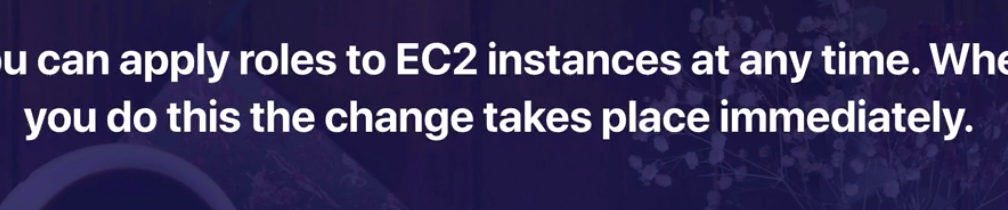 ou can apply roles to EC2 instances at any time. Whe
you do this the change takes place immediately.